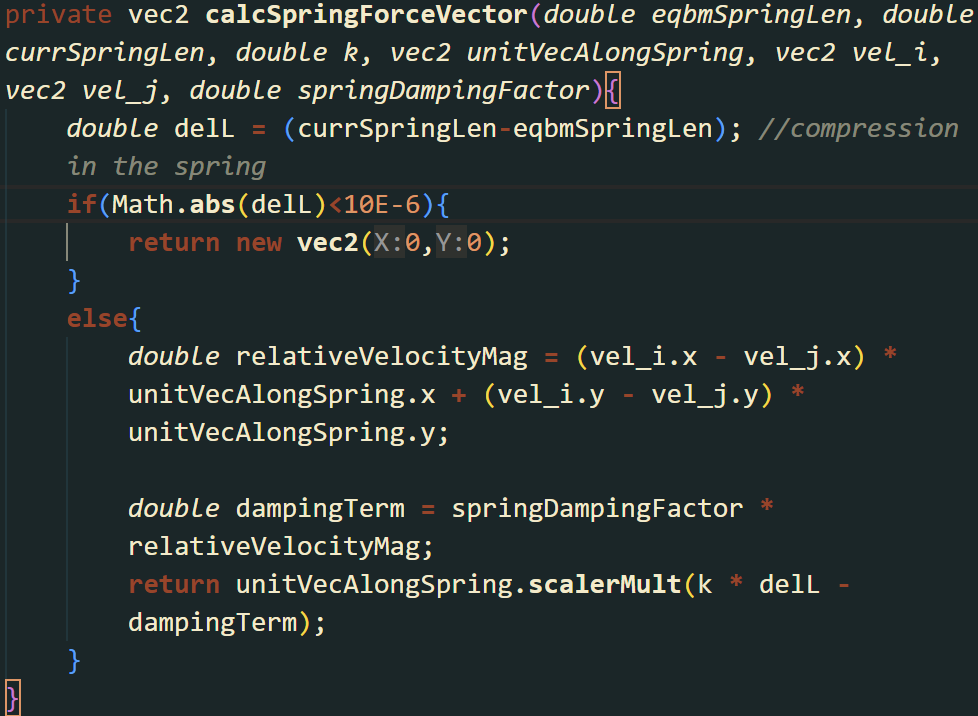 private vec2 calcSpringForceVector(double eqbmSpringLen, double
currSpringLen, double k, vec2 unitVecAlongSpring, vec2 vel_i,
vec2 vel_j, double springDampingFactor){
double delL = (currSpringLen-eqbmSpringLen); //compression
in the spring
if(Math.abs(delL)<10E-6){
return new vec2(X:0,Y:0);
}
else{
double relativeVelocityMag = (vel_i.x - vel_j.x) *
unitVecAlongSpring.x + (vel_i.y - vel_j.y) *
unitVecAlongSpring.y;
double dampingTerm = springDampingFactor *
relativeVelocityMag;
return unitVecAlongSpring.scalerMult(k * delL -
dampingTerm);
}
}